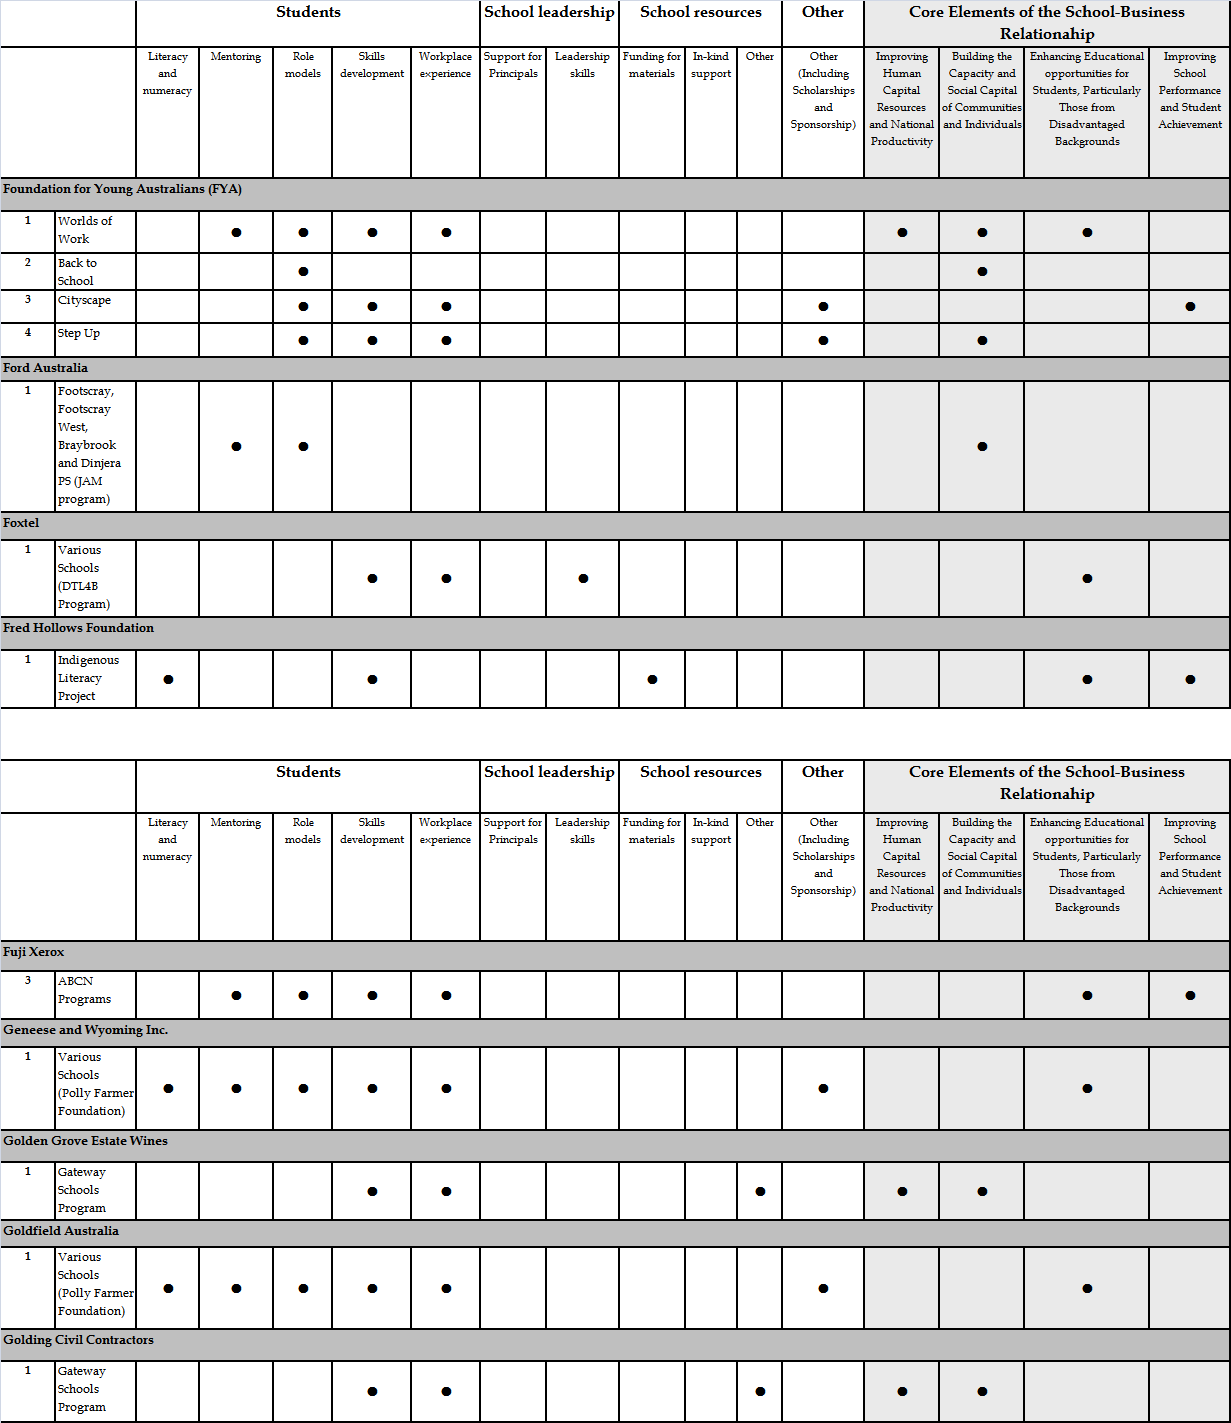 Students School leadership School resources Other Core Elements of the School-Business
Relationahip
Literacy and numeracy
Mentoring
Role models
Skills development
Workplace experience
Support for Principals
Leadership skills
Funding for materials
In-kind support
Other
Other (Including Scholarships and Sponsorship)
Improving Human Capital Resources and National Productivity
Building the Capacity and Social Capital of Communities and Individuals
Enhancing Educational opportunities for Students, Particularly Those from Disadvantaged Backgrounds
Improving School Performance and Student Achievement
Foundation for Young Australians (FYA)
1 Worlds of
Work
● ● ● ● ● ● ●
2 Back to
School
● ●
3 Cityscape
● ● ● ● ●
4 Step Up
● ● ● ● ●
Ford Australia
1 Footscray,
Footscray
West,
Braybrook
and Dinjera
PS (JAM
program)
● ● ●
Foxtel
1 Various
Schools
(DTL4B
Program)
● ● ● ●
Fred Hollows Foundation
1 Indigenous
Literacy
Project
● ● ● ● ●
Students School leadership School resources Other Core Elements of the School-Business
Relationahip
Literacy and numeracy
Mentoring
Role models
Skills development
Workplace experience
Support for Principals
Leadership skills
Funding for materials
In-kind support
Other
Other (Including Scholarships and Sponsorship)
Improving Human Capital Resources and National Productivity
Building the Capacity and Social Capital of Communities and Individuals
Enhancing Educational opportunities for Students, Particularly Those from Disadvantaged Backgrounds
Improving School Performance and Student Achievement
Fuji Xerox
3 ABCN
Programs
● ● ● ● ● ●
Geneese and Wyoming Inc.
1 Various
Schools
(Polly Farmer
Foundation)
● ● ● ● ● ● ●
Golden Grove Estate Wines
1 Gateway
Schools
Program
● ● ● ● ●
Goldfield Australia
1 Various
Schools
(Polly Farmer
Foundation)
● ● ● ● ● ● ●
Golding Civil Contractors
1 Gateway
Schools
Program
● ● ● ● ●